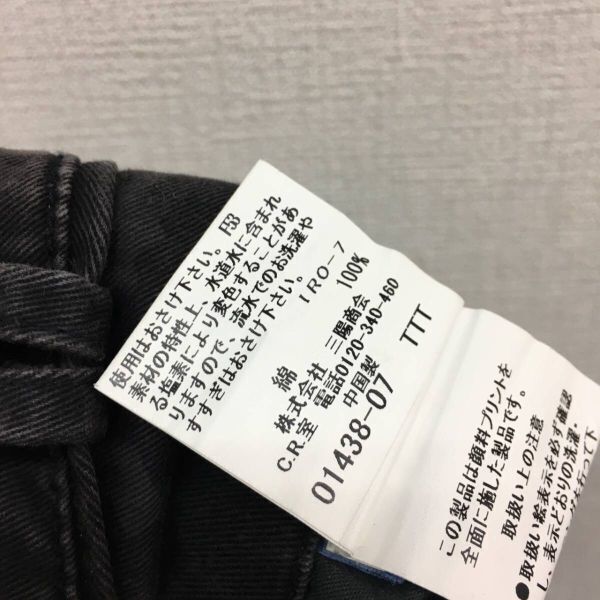 使用はおさけ下さい。 円53
素材の特性上、水道水に含まれ
る塩素により変色することがあ
りますので、流水でのお洗濯や
すすぎはおさけ下さい。
IRO-7
綿 100%
株式会社 三陽商会
C.R.室 電話0120-340-460
中国製
01438-07 TTT
この製品は顔料プリントを
全面に施した製品です。
取扱い上の注意
●取扱い絵表示を必ず確認
し、表示どおりの洗濯・